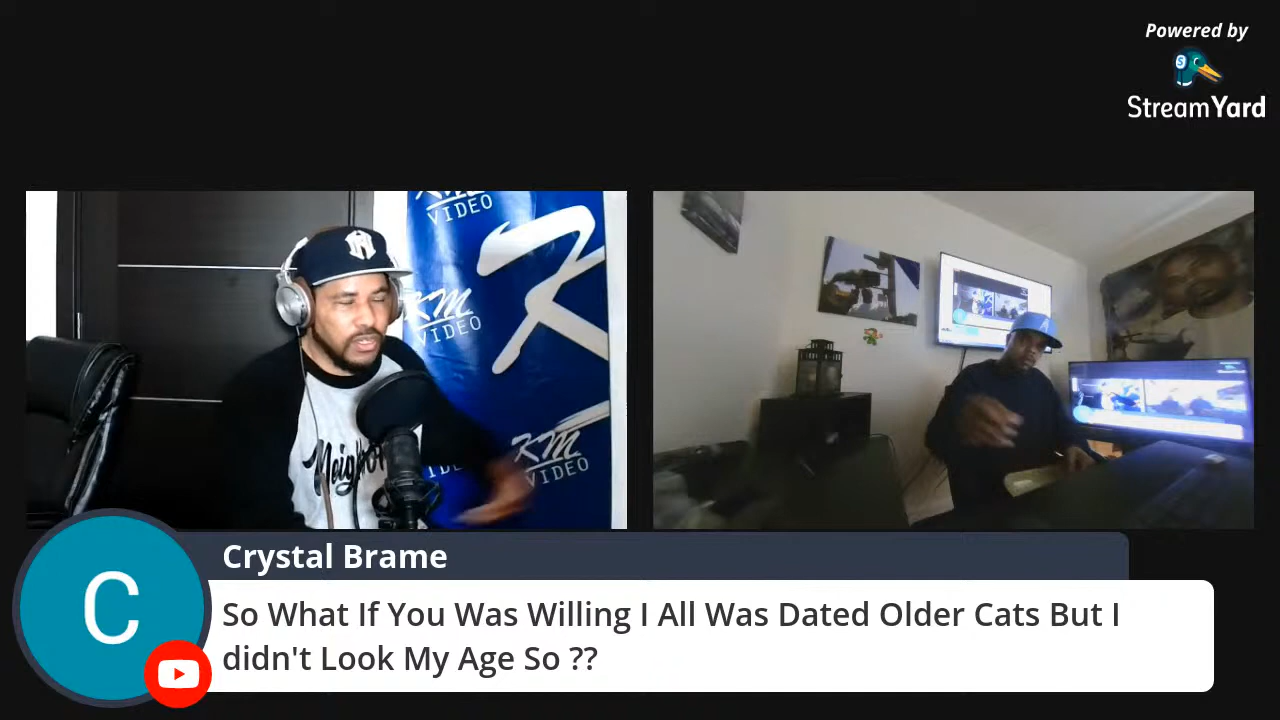 Powered by
StreamYard
KM
VIDEO
KM
VIDEO
KM
VIDEO
Crystal Brame
So What If You Was Willing I All Was Dated Older Cats But I
didn't Look My Age So ??
C